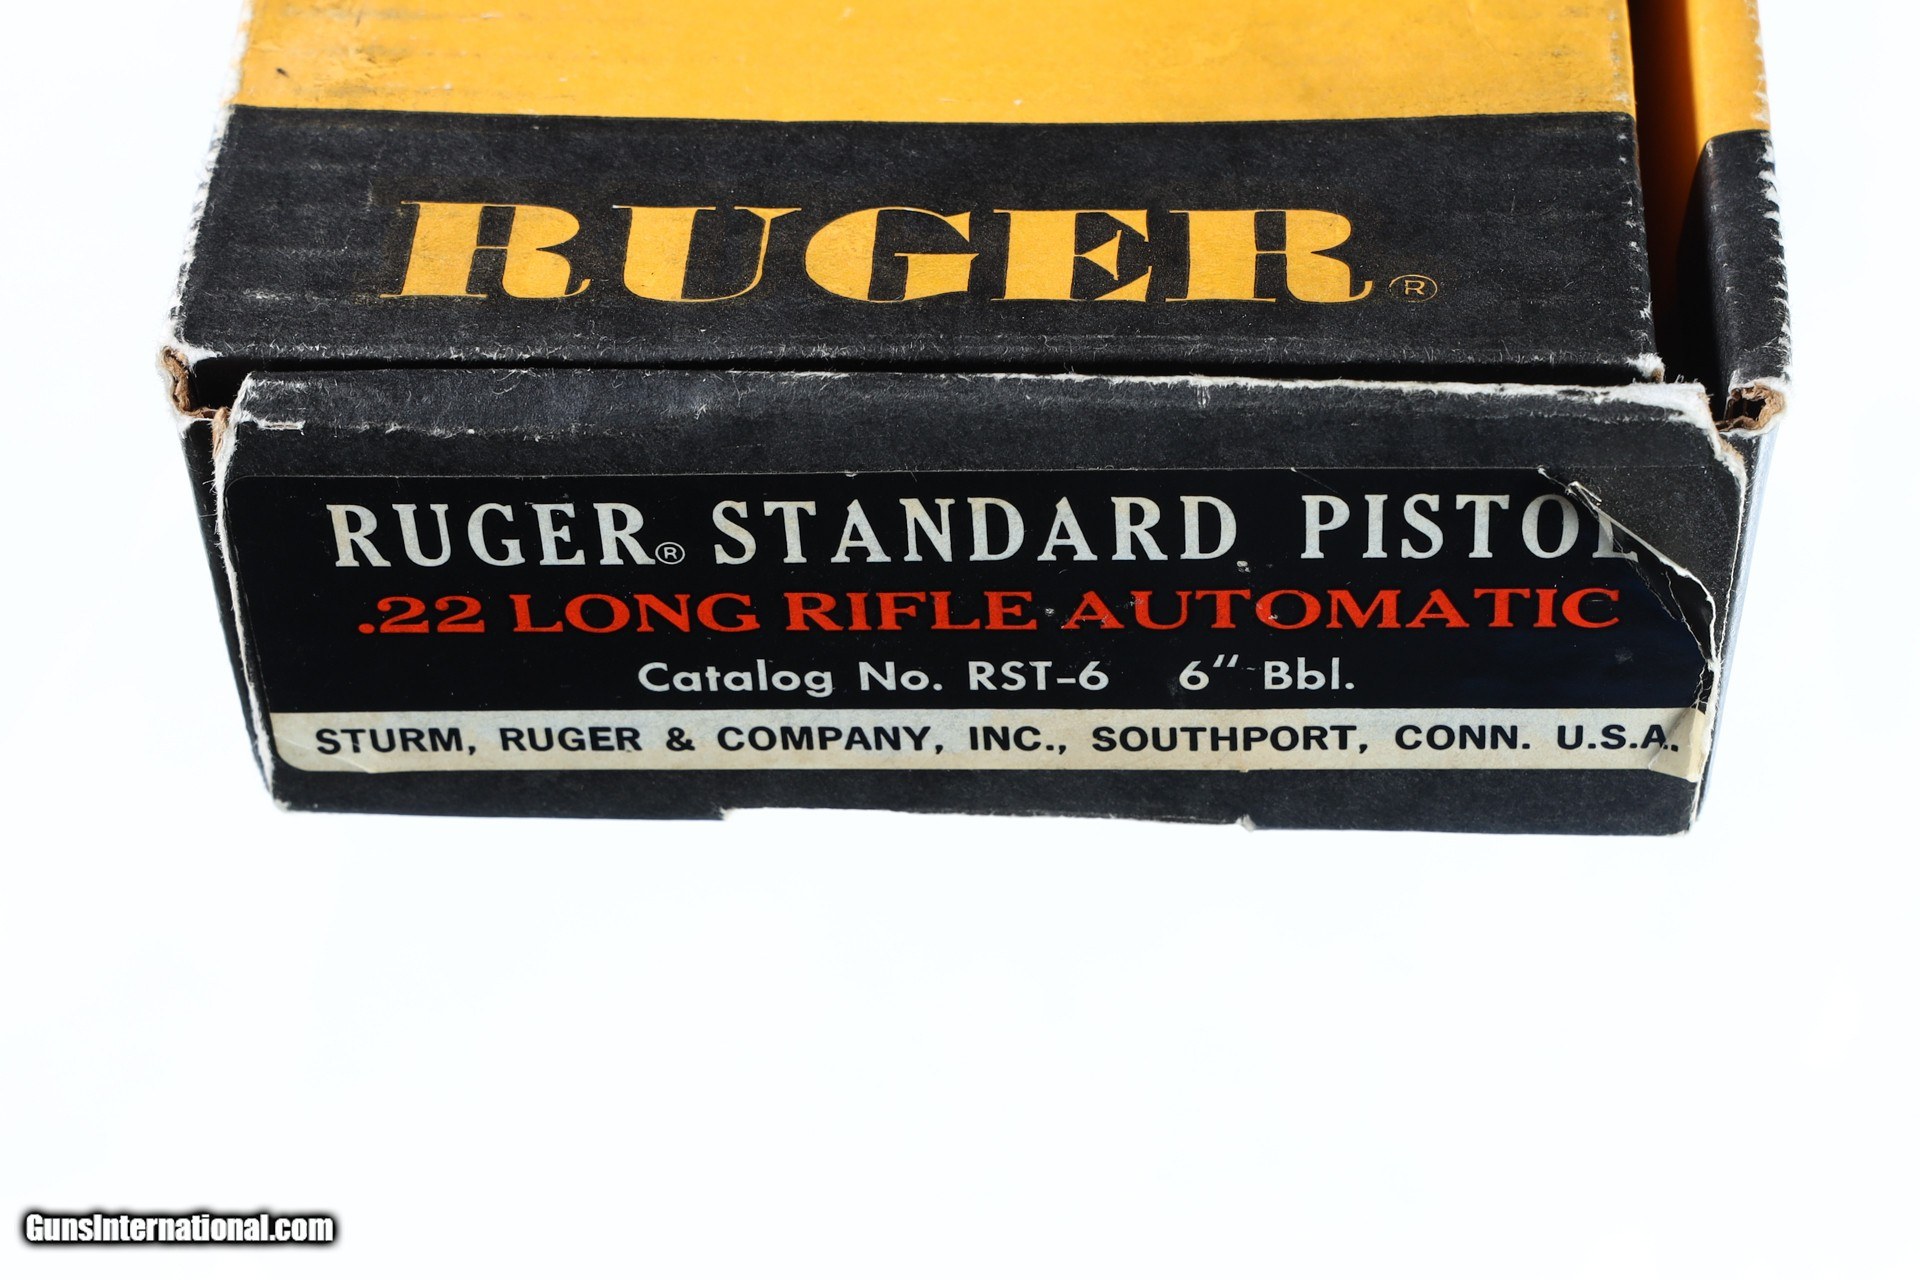 RUGER®
RUGER® STANDARD PISTOL
.22 LONG RIFLE AUTOMATIC
Catalog No. RST-6 6" Bbl.
STURM, RUGER & COMPANY, INC., SOUTHPORT, CONN. U.S.A.
GunsInternational.com